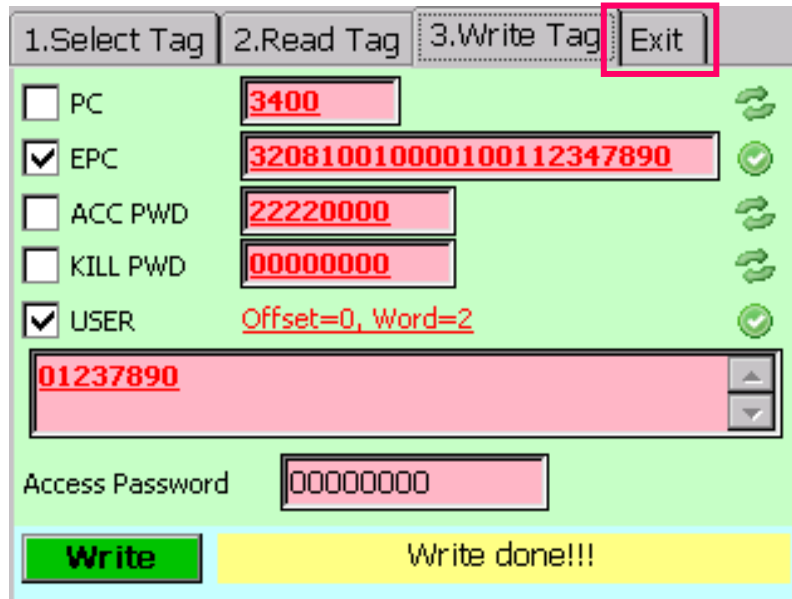 1.Select Tag 2.Read Tag 3.Write Tag Exit
PC 3400
EPC 320810010000100112347890
ACC PWD 22220000
KILL PWD 00000000
USER Offset=0, Word=2
01237890
Access Password 00000000
Write Write done!!!